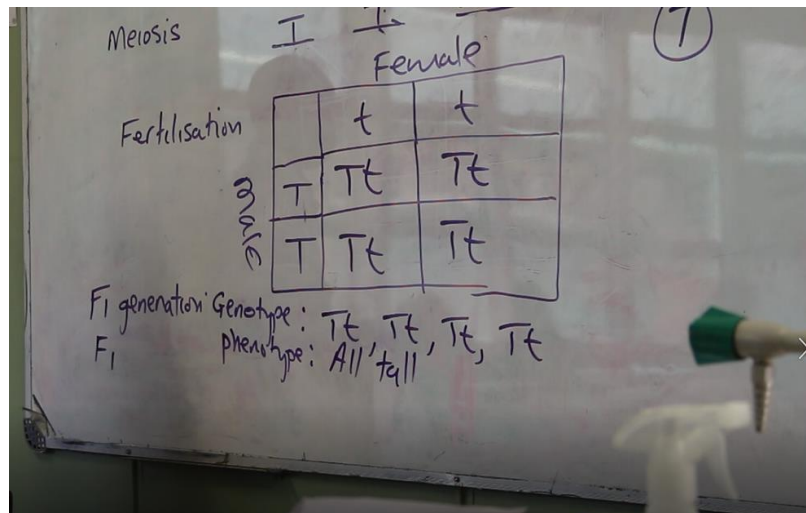 Meiosis
7
Female
Fertilisation
t t
Male
T Tt Tt
T Tt Tt
F1 generation Genotype: Tt, Tt, Tt, Tt
F1 phenotype: All tall